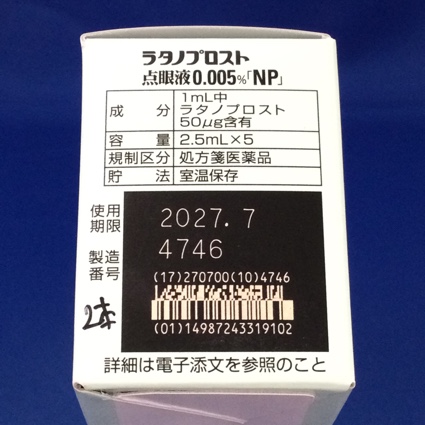 ラタノプロスト
点眼液0.005%「NP」
成分 1mL中
ラタノプロスト
50μg含有
容量 2.5mL×5
規制区分 処方箋医薬品
貯法 室温保存
使用期限 2027.7
製造番号 4746
(17)270700(10)4746
(01)14987243319102
2本
詳細は電子添文を参照のこと